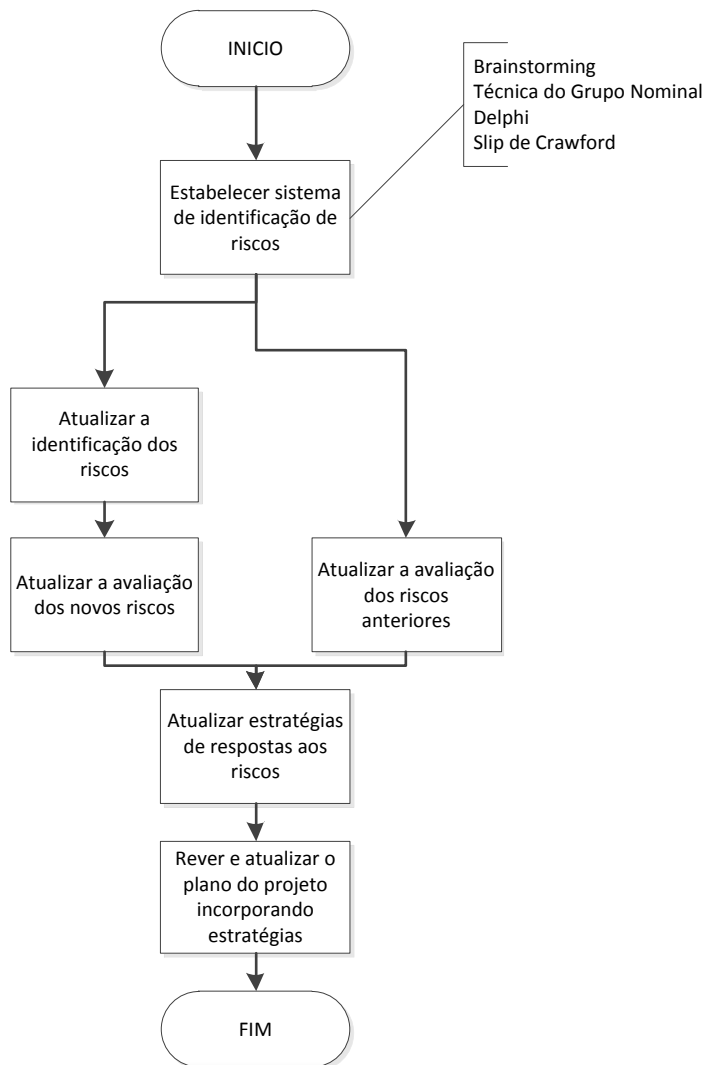 INICIO
Brainstorming
Técnica do Grupo Nominal
Delphi
Slip de Crawford
Estabelecer sistema
de identificação de
riscos
Atualizar a
identificação dos
riscos
Atualizar a avaliação
dos novos riscos
Atualizar a avaliação
dos riscos
anteriores
Atualizar estratégias
de respostas aos
riscos
Rever e atualizar o
plano do projeto
incorporando
estratégias
FIM